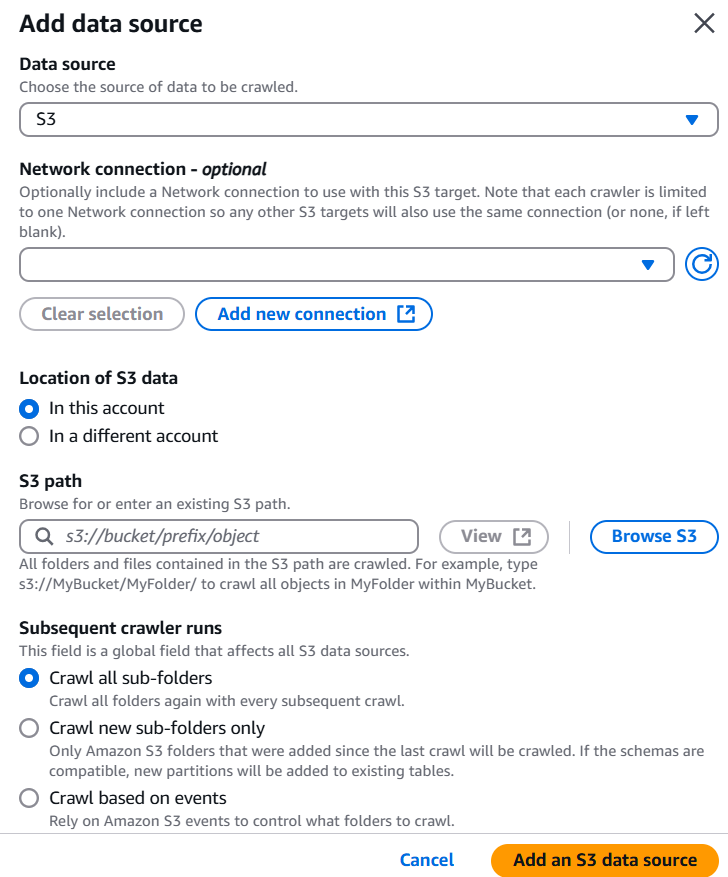 Add data source
Data source
Choose the source of data to be crawled.
S3
Network connection - optional
Optionally include a Network connection to use with this S3 target. Note that each crawler is limited
to one Network connection so any other S3 targets will also use the same connection (or none, if left
blank).
Clear selection
Add new connection
Location of S3 data
In this account
In a different account
S3 path
Browse for or enter an existing S3 path.
s3://bucket/prefix/object
View
Browse S3
All folders and files contained in the S3 path are crawled. For example, type
s3://MyBucket/MyFolder/ to crawl all objects in MyFolder within MyBucket.
Subsequent crawler runs
This field is a global field that affects all S3 data sources.
Crawl all sub-folders
Crawl all folders again with every subsequent crawl.
Crawl new sub-folders only
Only Amazon S3 folders that were added since the last crawl will be crawled. If the schemas are
compatible, new partitions will be added to existing tables.
Crawl based on events
Rely on Amazon S3 events to control what folders to crawl.
Cancel
Add an S3 data source